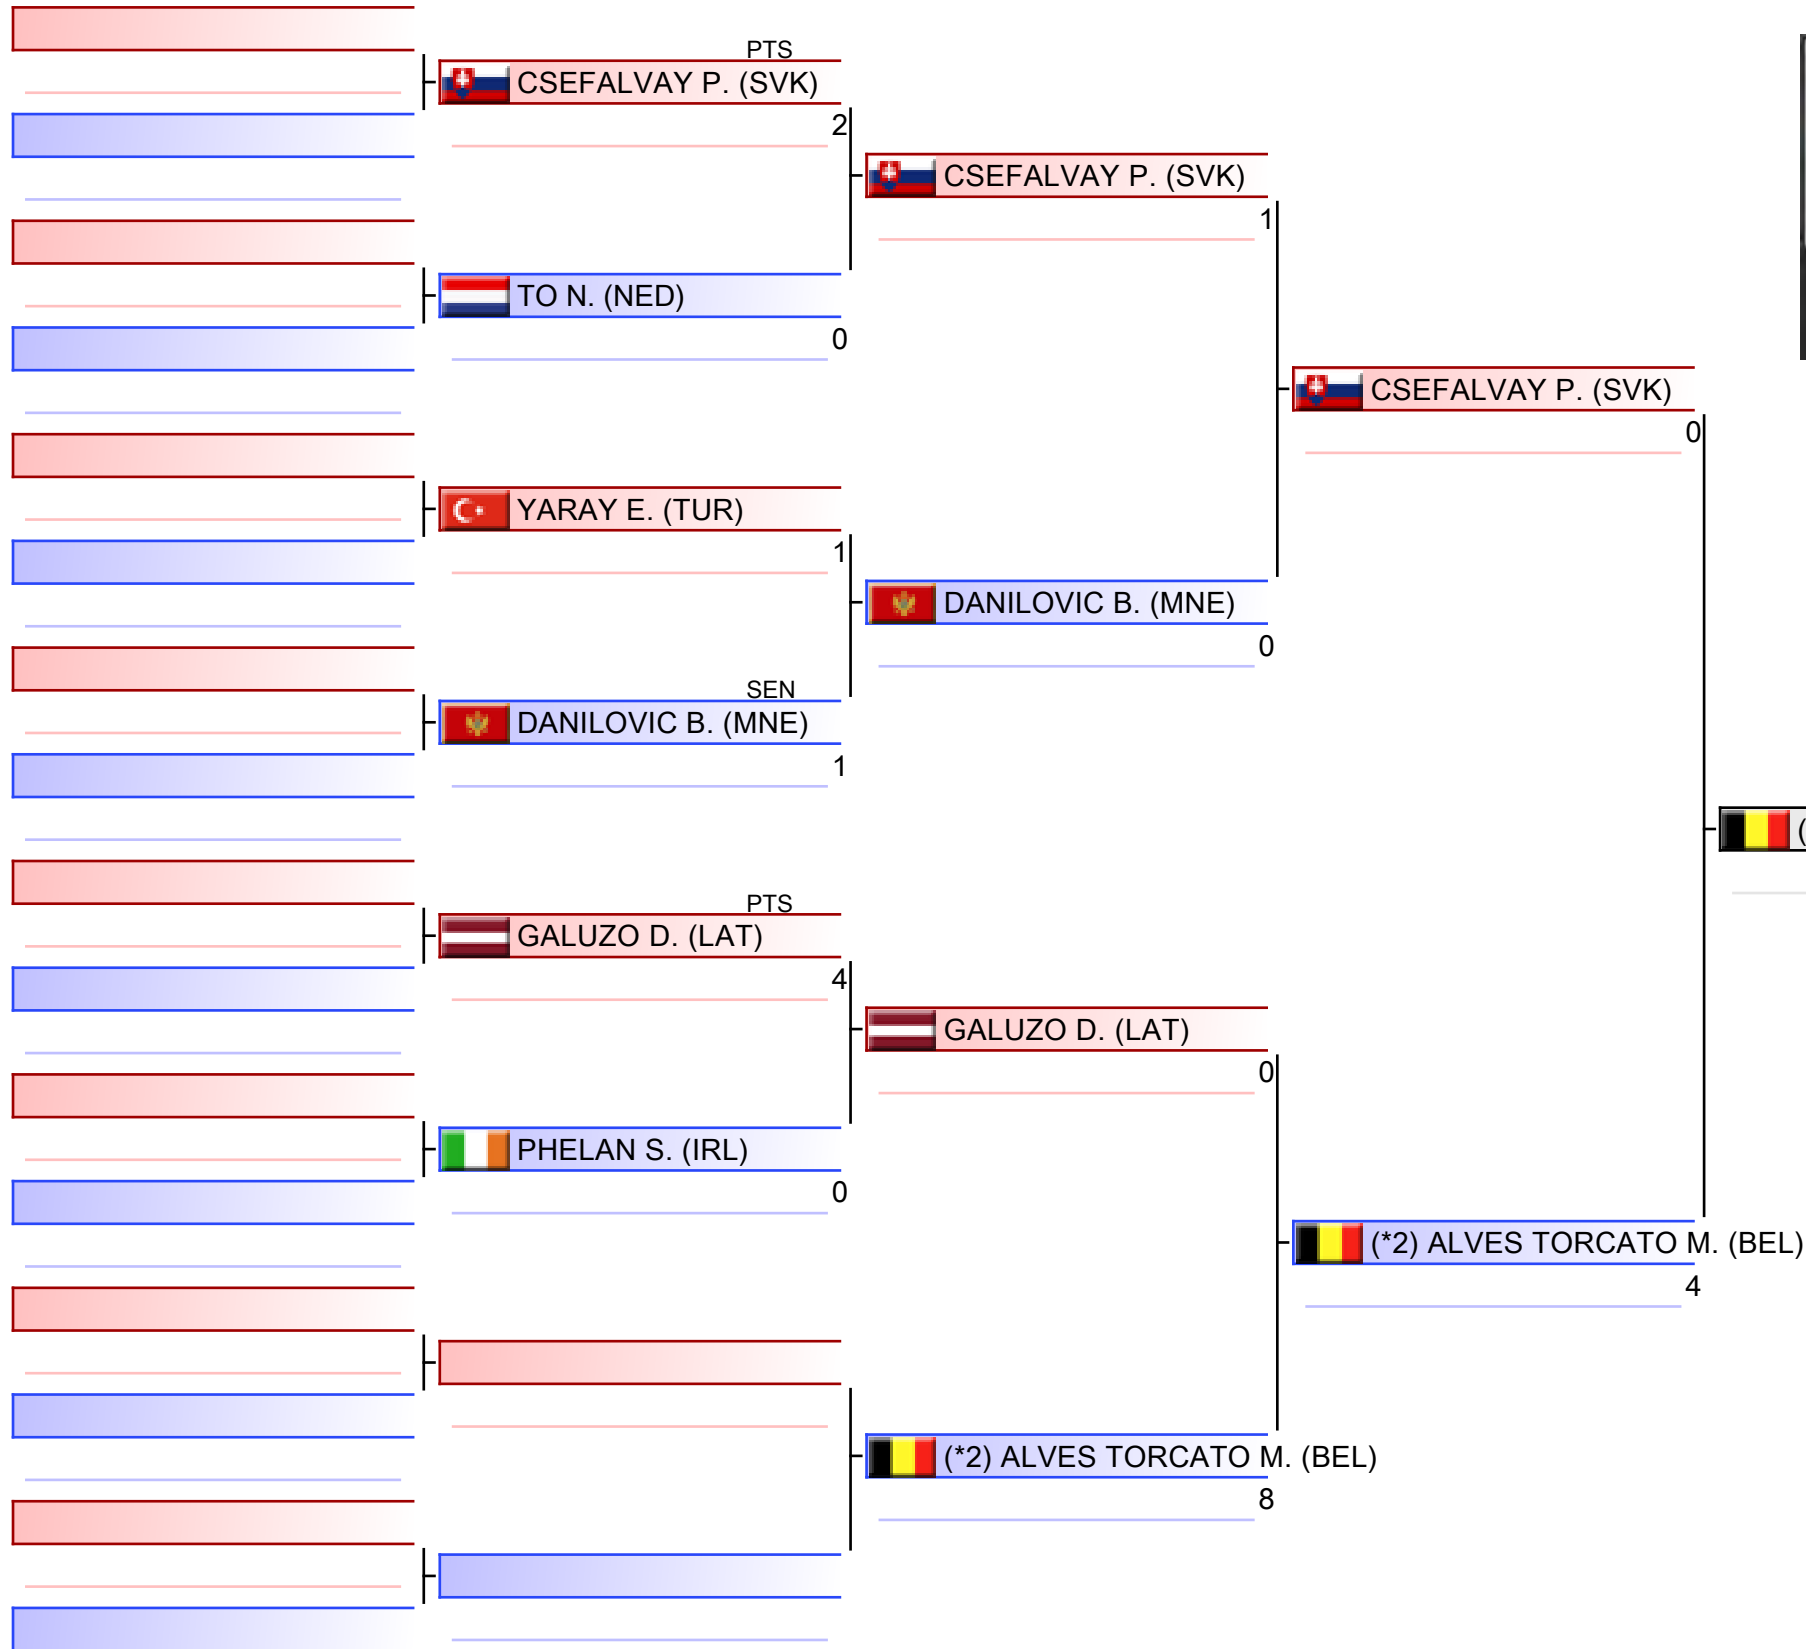 PTS
CSEFALVAY P. (SVK)
2
CSEFALVAY P. (SVK)
1
TO N. (NED)
0
CSEFALVAY P. (SVK)
0
YARAY E. (TUR)
1
DANILOVIC B. (MNE)
0
SEN
DANILOVIC B. (MNE)
1
(
PTS
GALUZO D. (LAT)
4
GALUZO D. (LAT)
0
PHELAN S. (IRL)
0
(*2) ALVES TORCATO M. (BEL)
4
(*2) ALVES TORCATO M. (BEL)
8